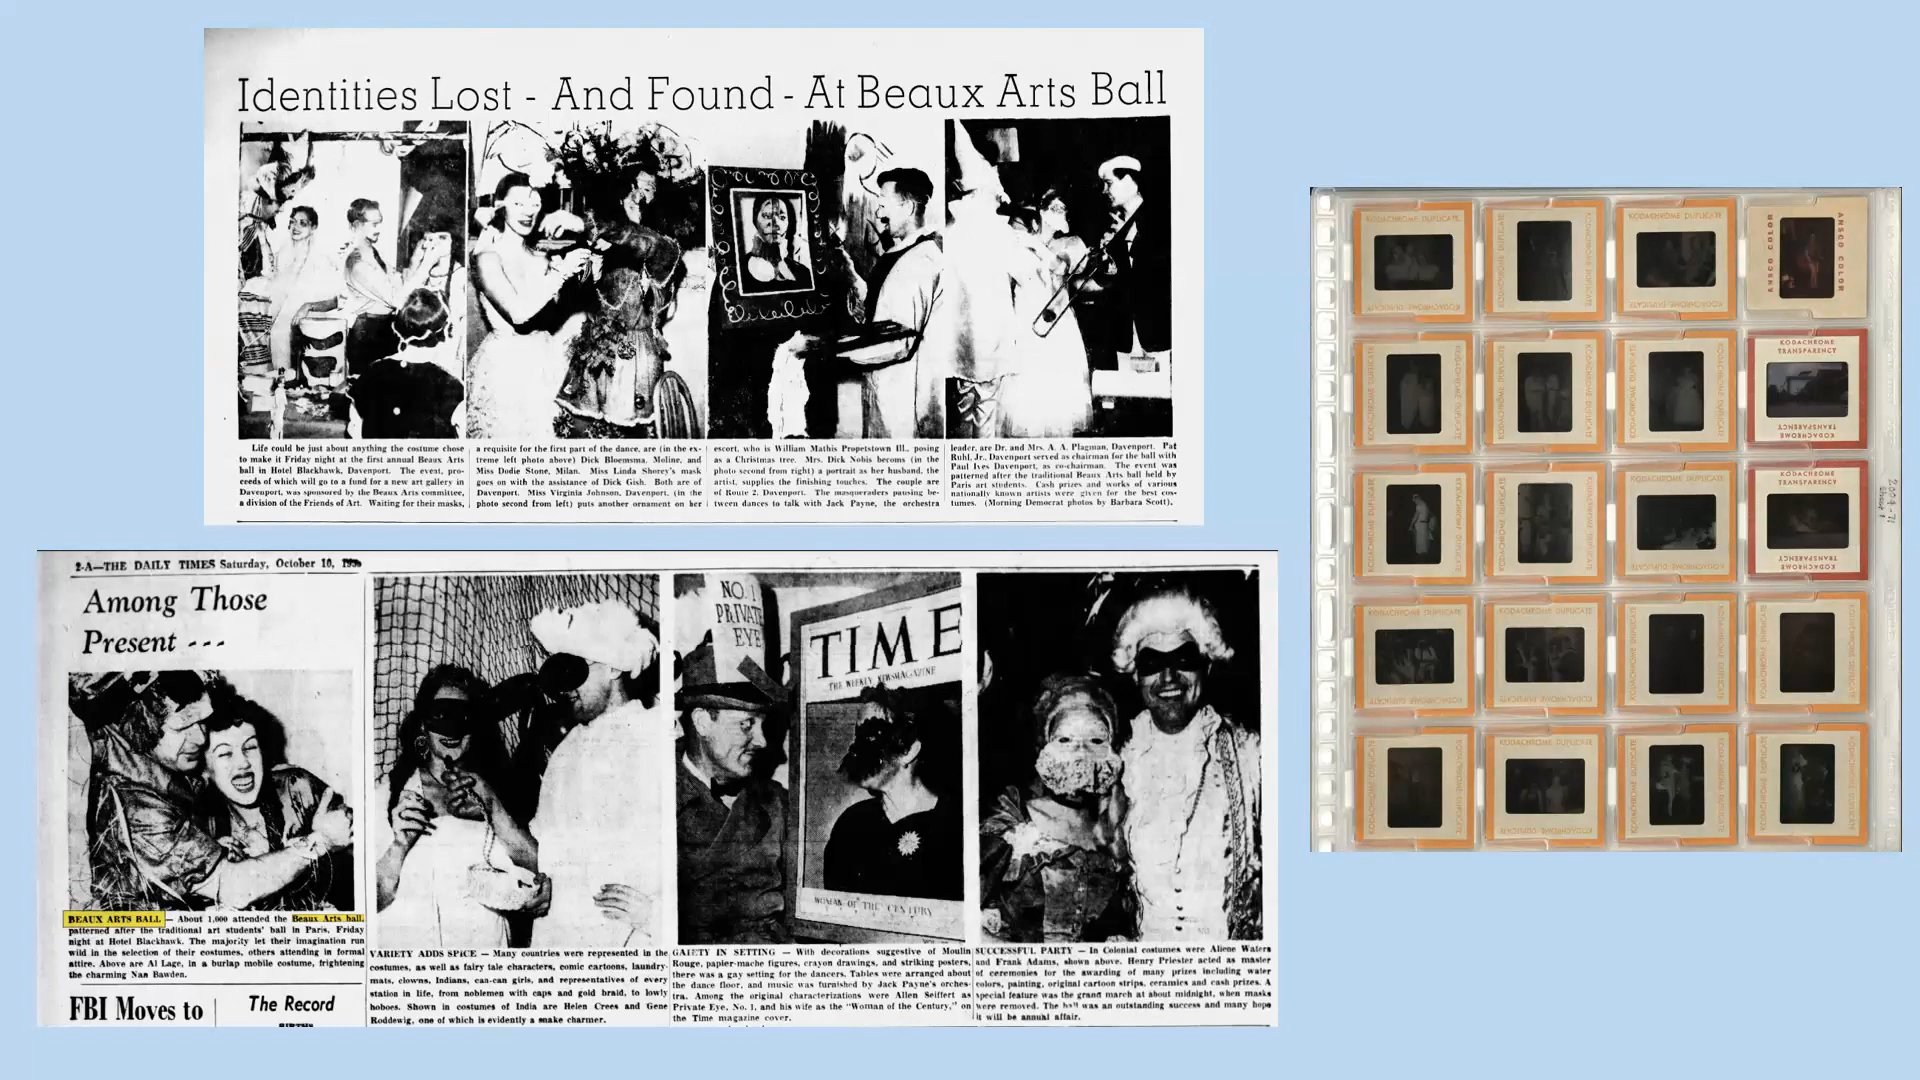 Identities Lost - And Found - At Beaux Arts Ball
Life could be just about anything the costume chose
to make it Friday night at the first annual Beaux Arts
ball in Hotel Blackhawk, Davenport. The event, pro-
ceeds of which will go to a fund for a new art gallery in
Davenport, was sponsored by the Beaux Arts committee,
a division of the Friends of Art. Waiting for their masks,
a requisite for the first part of the dance, are (in the ex-
treme left photo above) Dick Bloemsma, Moline, and
Miss Dodie Stone, Milan. Miss Linda Shorey's mask
goes on with the assistance of Dick Gish. Both are of
Davenport. Miss Virginia Johnson, Davenport, (in the
photo second from left) puts another ornament on her
escort, who is William Mathis Propetstown Ill., posing
as a Christmas tree. Mrs. Dick Nobis becoms (in the
photo second from right) a portrait as her husband, the
artist, supplies the finishing touches. The couple are
of Route 2, Davenport. The masqueraders pausing be-
tween dances to talk with Jack Payne, the orchestra
leader, are Dr. and Mrs. A. A. Plagman, Davenport. Pat
Ruhl, Jr., Davenport served as chairman for the ball with
Paul Ives Davenport, as co-chairman. The event was
patterned after the traditional Beaux Arts ball held by
Paris art students. Cash prizes and works of various
nationally known artists were given for the best cos-
tumes. (Morning Democrat photos by Barbara Scott).
2-A—THE DAILY TIMES Saturday, October 10,
Among Those
Present ---
BEAUX ARTS BALL — About 1,000 attended the Beaux Arts ball,
patterned after the traditional art students' ball in Paris, Friday
night at Hotel Blackhawk. The majority let their imagination run
wild in the selection of their costumes, others attending in formal
attire. Above are Al Lage, in a burlap mobile costume, frightening
the charming Nan Bawden.
FBI Moves to
The Record
BIRTHS
VARIETY ADDS SPICE — Many countries were represented in the
costumes, as well as fairy tale characters, comic cartoons, laundry-
mats, clowns, Indians, can-can girls, and representatives of every
station in life, from noblemen with caps and gold braid, to lowly
hoboes. Shown in costumes of India are Helen Crees and Gene
Roddewig, one of which is evidently a snake charmer.
NO. 1
PRIVATE
EYE
TIME
THE WEEKLY NEWSMAGAZINE
WOMAN OF THE CENTURY
GAIETY IN SETTING — With decorations suggestive of Moulin
Rouge, papier-mache figures, crayon drawings, and striking posters,
there was a gay setting for the dancers. Tables were arranged about
the dance floor, and music was furnished by Jack Payne's orches-
tra. Among the original characterizations were Allen Seiffert as
Private Eye, No. 1, and his wife as the "Woman of the Century," on
the Time magazine cover.
SUCCESSFUL PARTY — In Colonial costumes were Aliene Waters
and Frank Adams, shown above. Henry Priester acted as master
of ceremonies for the awarding of many prizes including water
colors, painting, original cartoon strips, ceramics and cash prizes. A
special feature was the grand march at about midnight, when masks
were removed. The ball was an outstanding success and many hope
it will be annual affair.
KODACHROME DUPLICATE
KODACHROME DUPLICATE
KODACHROME DUPLICATE
ANSCO COLOR
ANSCO COLOR
KODACHROME
TRANSPARENCY
KODACHROME
TRANSPARENCY
2004-71